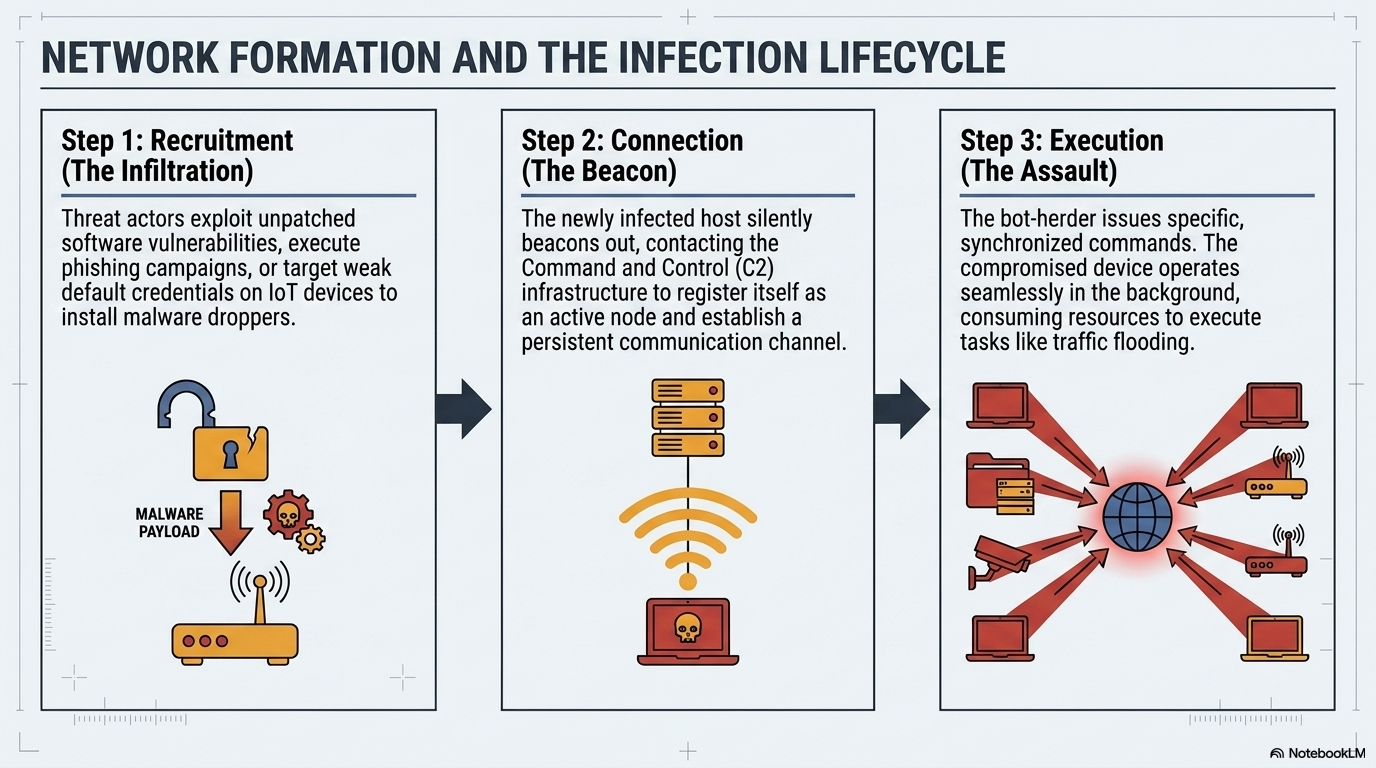 NETWORK FORMATION AND THE INFECTION LIFECYCLE
Step 1: Recruitment
(The Infiltration)
Threat actors exploit unpatched
software vulnerabilities, execute
phishing campaigns, or target weak
default credentials on IoT devices to
install malware droppers.
MALWARE
PAYLOAD
Step 2: Connection
(The Beacon)
The newly infected host silently
beacons out, contacting the
Command and Control (C2)
infrastructure to register itself as
an active node and establish a
persistent communication channel.
Step 3: Execution
(The Assault)
The bot-herder issues specific,
synchronized commands. The
compromised device operates
seamlessly in the background,
consuming resources to execute
tasks like traffic flooding.
NotebookLM